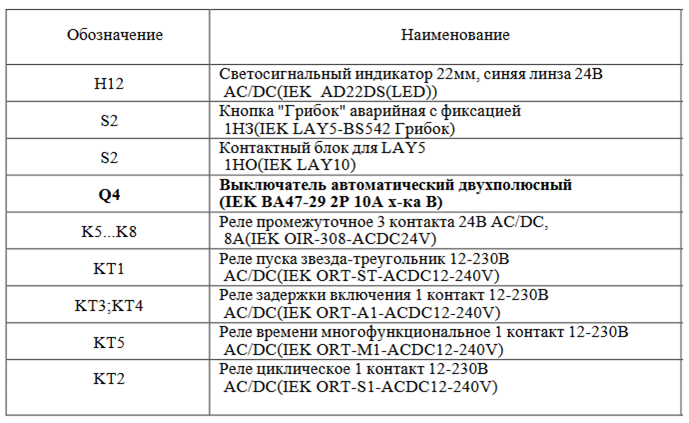 Обозначение Наименование
H12 Светосигнальный индикатор 22мм, синяя линза 24В
AC/DC(IEK AD22DS(LED))
S2 Кнопка "Грибок" аварийная с фиксацией
1НЗ(IEK LAY5-BS542 Грибок)
S2 Контактный блок для LAY5
1НО(IEK LAY10)
Q4 Выключатель автоматический двухполюсный
(IEK ВА47-29 2P 10А х-ка В)
K5...K8 Реле промежуточное 3 контакта 24В AC/DC,
8А(IEK OIR-308-ACDC24V)
KT1 Реле пуска звезда-треугольник 12-230В
AC/DC(IEK ORT-ST-ACDC12-240V)
KT3;KT4 Реле задержки включения 1 контакт 12-230В
AC/DC(IEK ORT-A1-ACDC12-240V)
KT5 Реле времени многофункциональное 1 контакт 12-230В
AC/DC(IEK ORT-M1-ACDC12-240V)
KT2 Реле циклическое 1 контакт 12-230В
AC/DC(IEK ORT-S1-ACDC12-240V)